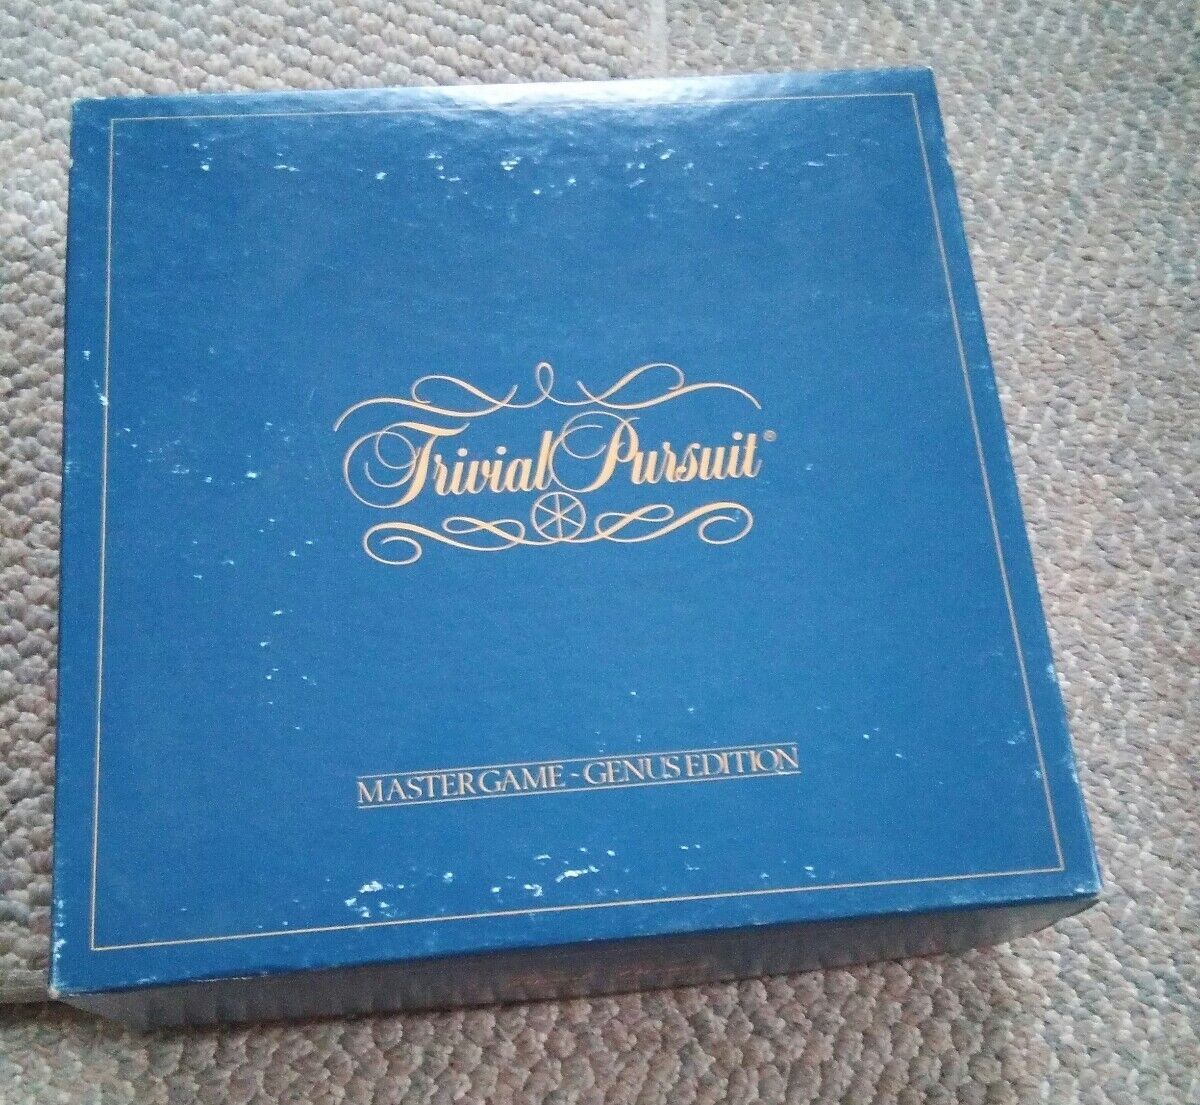 Trivial Pursuit®
MASTER GAME - GENUS EDITION